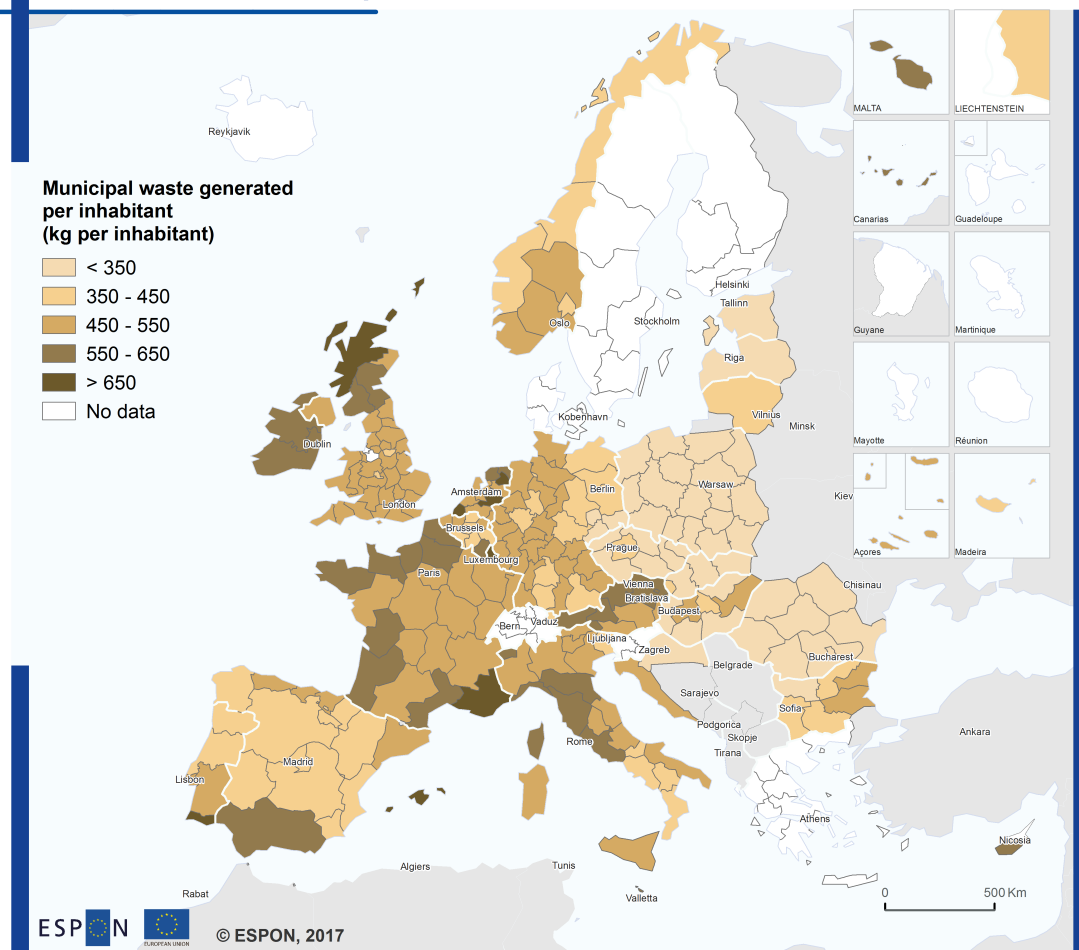 Reykjavik
Municipal waste generated
per inhabitant
(kg per inhabitant)
< 350
350 - 450
450 - 550
550 - 650
> 650
No data
MALTA
LIECHTENSTEIN
Canarias
Guadeloupe
Guyane
Martinique
Mayotte
Réunion
Açores
Madeira
Helsinki
Tallinn
Oslo
Stockholm
Riga
Vilnius
Kobenhavn
Minsk
Dublin
Amsterdam
Berlin
Warsaw
Kiev
London
Brussels
Prague
Luxembourg
Paris
Vienna
Chisinau
Bratislava
Budapest
Bern
Vaduz
Ljubljana
Zagreb
Bucharest
Belgrade
Sarajevo
Sofia
Podgorica
Skopje
Ankara
Rome
Tirana
Madrid
Lisbon
Athens
Nicosia
Algiers
Tunis
Rabat
Valletta
0 500 Km
ESPON
EUROPEAN UNION
© ESPON, 2017